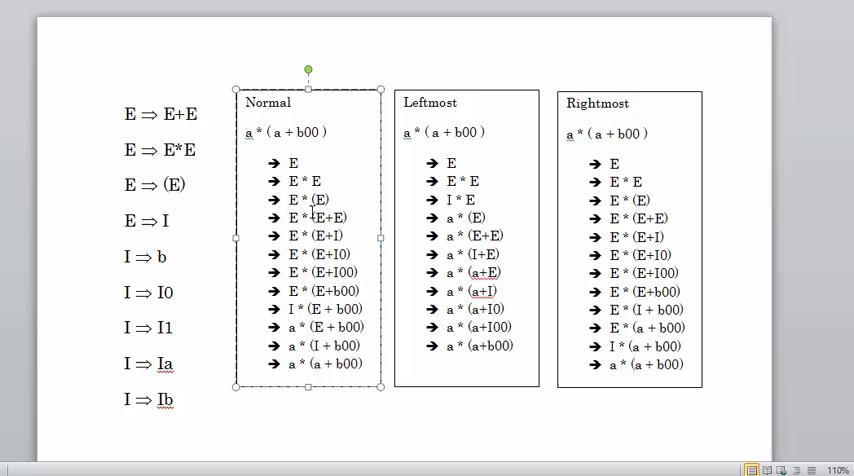 E ⇒ E+E
E ⇒ E*E
E ⇒ (E)
E ⇒ I
I ⇒ b
I ⇒ I0
I ⇒ I1
I ⇒ Ia
I ⇒ Ib
Normal
a * ( a + b00 )
➔ E
➔ E * E
➔ E * (E)
➔ E * (E+E)
➔ E * (E+I)
➔ E * (E+I0)
➔ E * (E+I00)
➔ E * (E+b00)
➔ I * (E + b00)
➔ a * (E + b00)
➔ a * (I + b00)
➔ a * (a + b00)
Leftmost
a * ( a + b00 )
➔ E
➔ E * E
➔ I * E
➔ a * (E)
➔ a * (E+E)
➔ a * (I+E)
➔ a * (a+E)
➔ a * (a+I)
➔ a * (a+I0)
➔ a * (a+I00)
➔ a * (a+b00)
Rightmost
a * ( a + b00 )
➔ E
➔ E * E
➔ E * (E)
➔ E * (E+E)
➔ E * (E+I)
➔ E * (E+I0)
➔ E * (E+I00)
➔ E * (E+b00)
➔ E * (I + b00)
➔ E * (a + b00)
➔ I * (a + b00)
➔ a * (a + b00)
110%